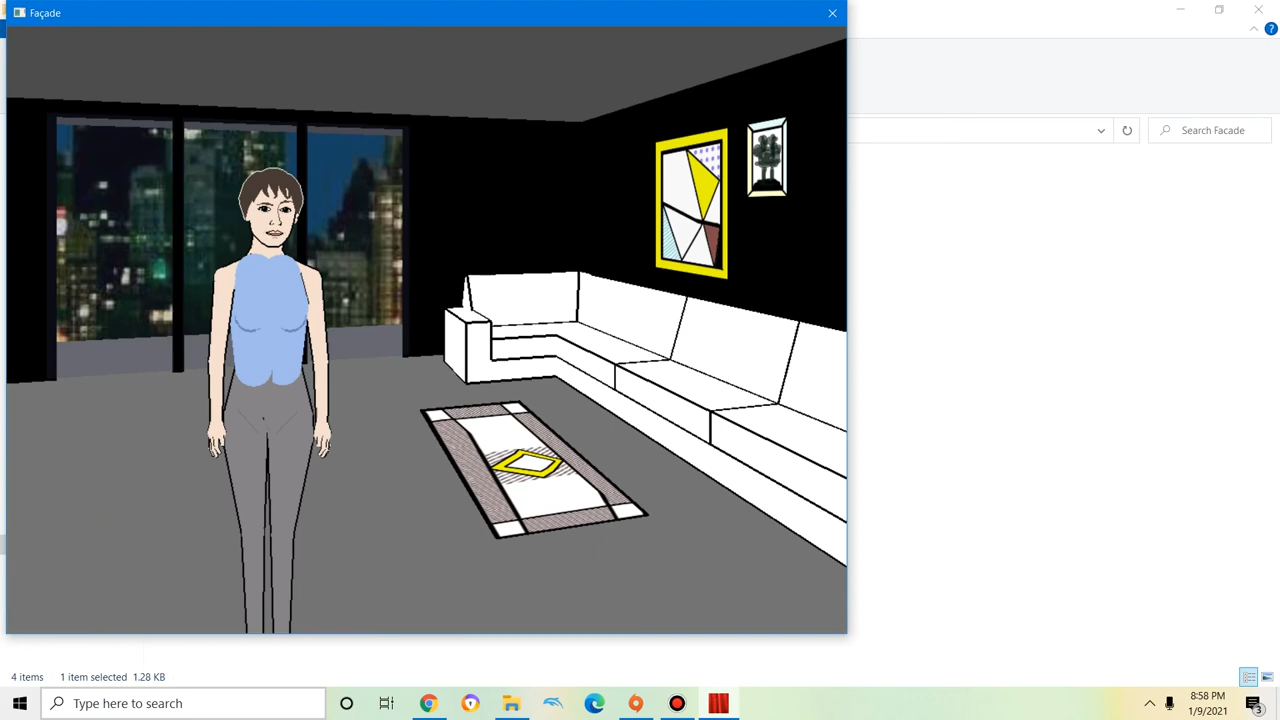 Façade
Search Facade
4 items 1 item selected 1.28 KB
Type here to search
8:58 PM
1/9/2021
3